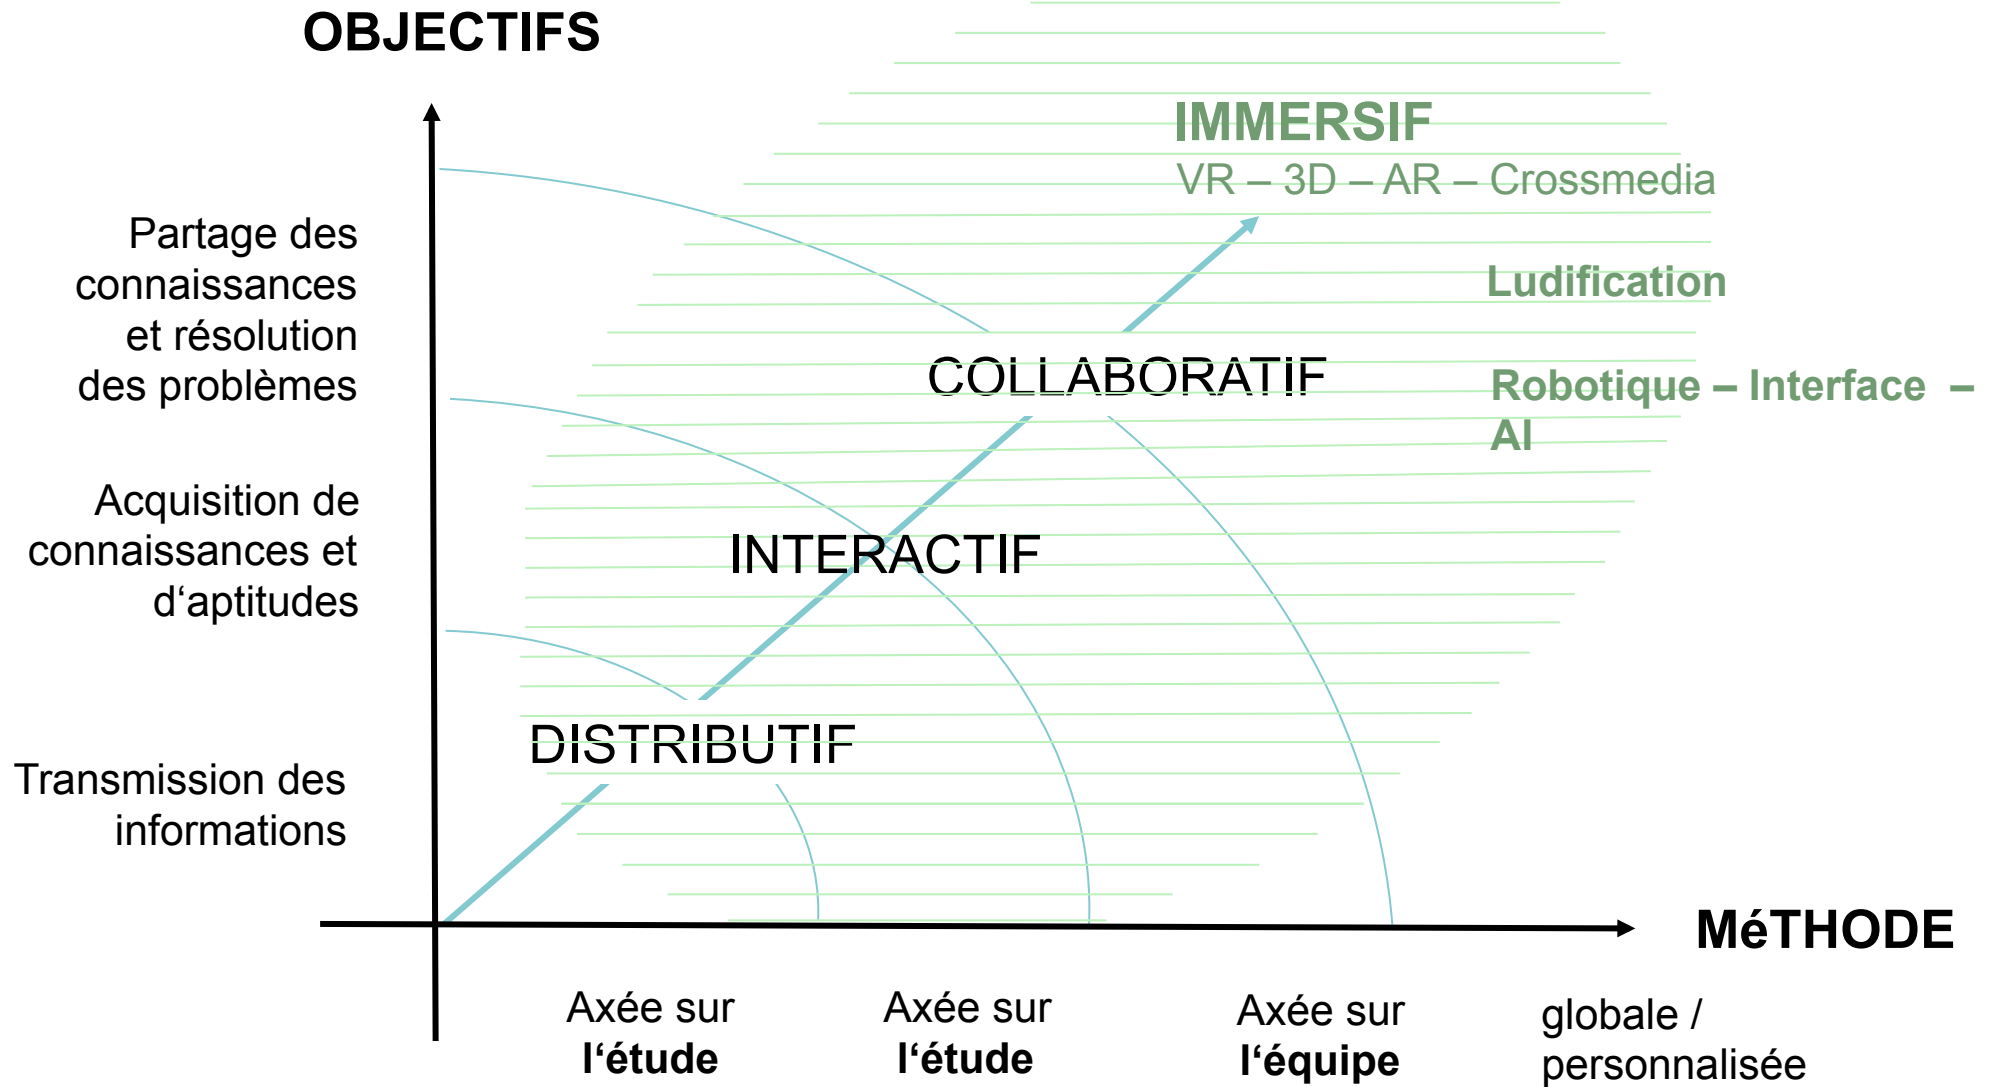 OBJECTIFS
IMMERSIF
VR – 3D – AR – Crossmedia
Partage des
connaissances
et résolution
des problèmes
Ludification
COLLABORATIF
Robotique – Interface –
AI
Acquisition de
connaissances et
d‘aptitudes
INTERACTIF
DISTRIBUTIF
Transmission des
informations
MéTHODE
Axée sur
l‘étude
Axée sur
l‘étude
Axée sur
l‘équipe
globale /
personnalisée